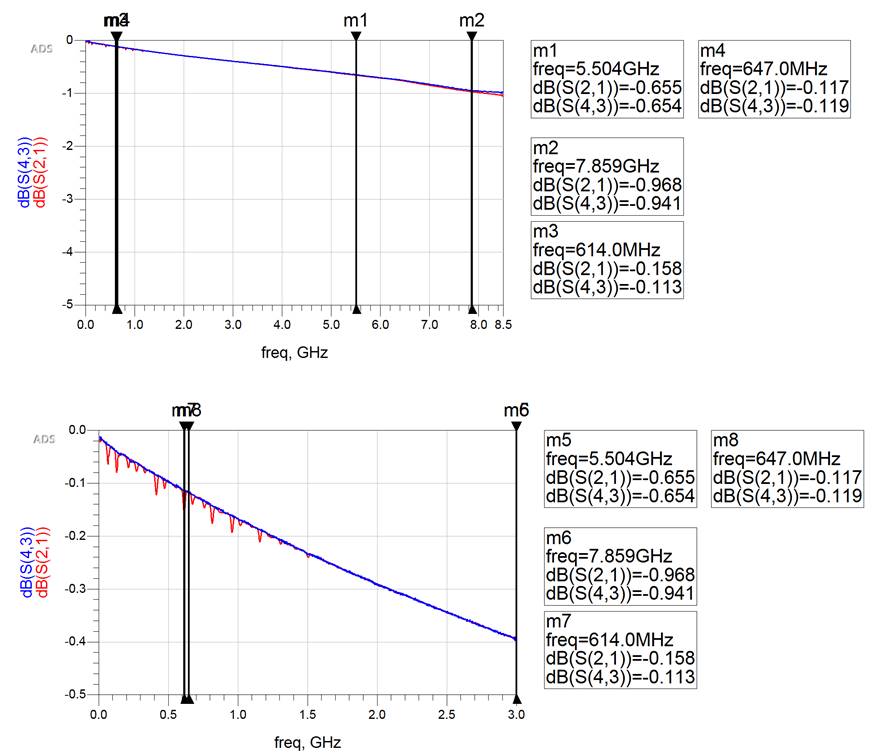 m3
m4
m1
m2
ADS
0
-1
-2
-3
-4
-5
dB(S(4,3))
dB(S(2,1))
0.0
1.0
2.0
3.0
4.0
5.0
6.0
7.0
8.0
8.5
freq, GHz
m1
freq=5.504GHz
dB(S(2,1))=-0.655
dB(S(4,3))=-0.654
m4
freq=647.0MHz
dB(S(2,1))=-0.117
dB(S(4,3))=-0.119
m2
freq=7.859GHz
dB(S(2,1))=-0.968
dB(S(4,3))=-0.941
m3
freq=614.0MHz
dB(S(2,1))=-0.158
dB(S(4,3))=-0.113
m7
m8
m6
ADS
0.0
-0.1
-0.2
-0.3
-0.4
-0.5
dB(S(4,3))
dB(S(2,1))
0.0
0.5
1.0
1.5
2.0
2.5
3.0
freq, GHz
m5
freq=5.504GHz
dB(S(2,1))=-0.655
dB(S(4,3))=-0.654
m8
freq=647.0MHz
dB(S(2,1))=-0.117
dB(S(4,3))=-0.119
m6
freq=7.859GHz
dB(S(2,1))=-0.968
dB(S(4,3))=-0.941
m7
freq=614.0MHz
dB(S(2,1))=-0.158
dB(S(4,3))=-0.113